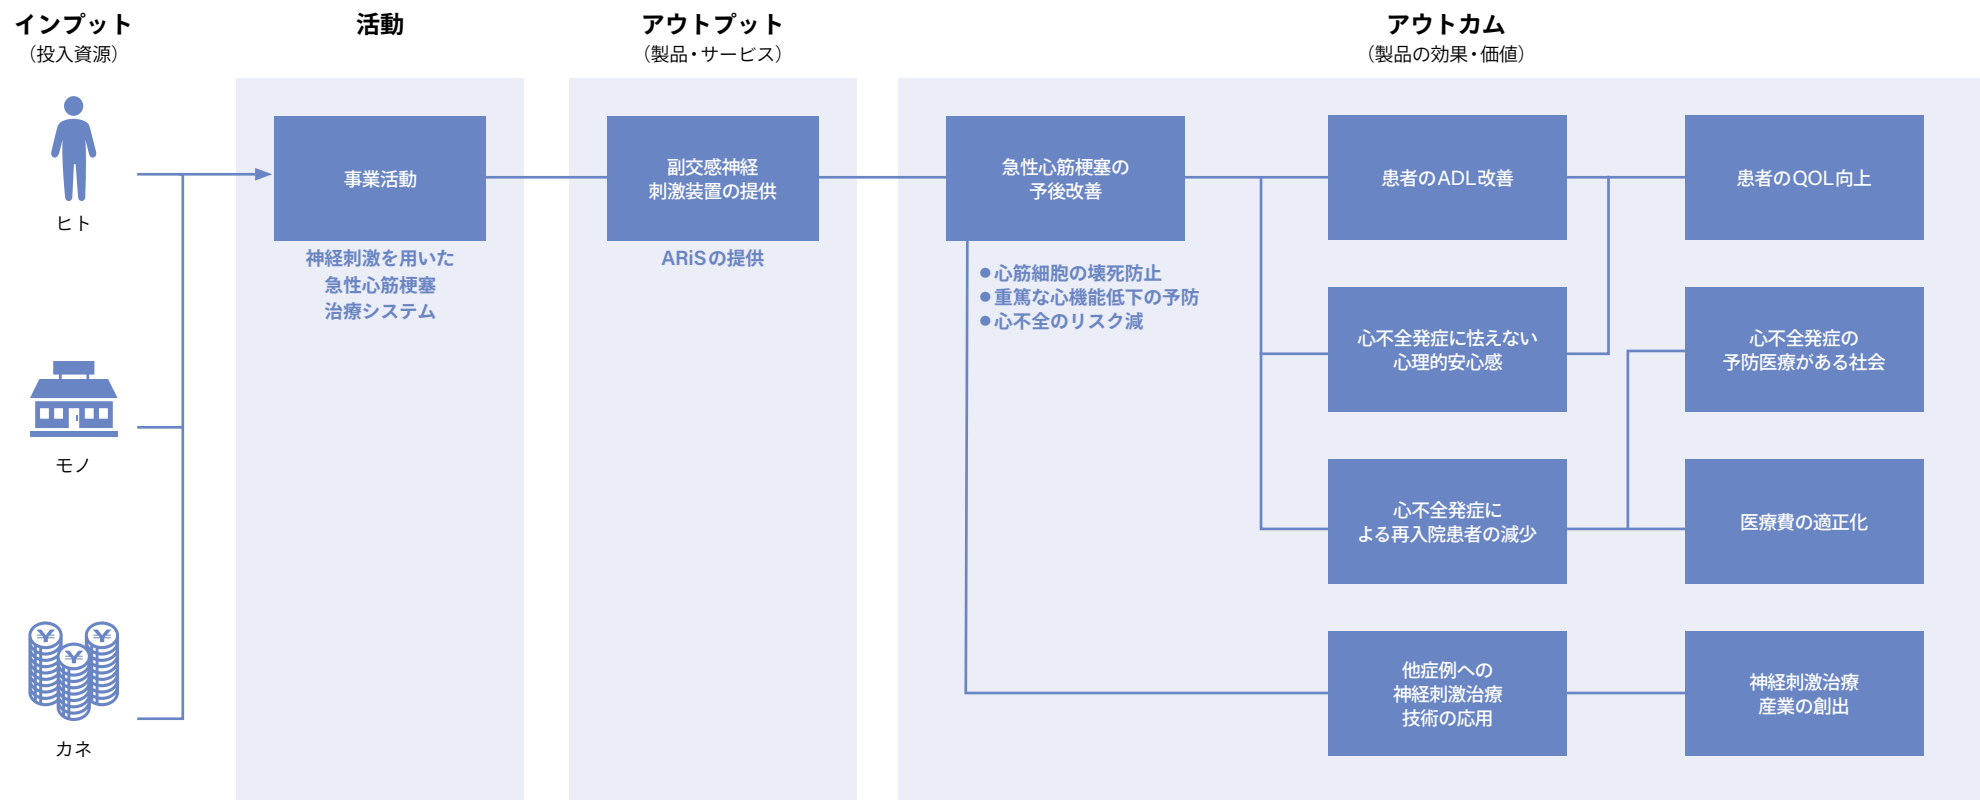 インプット
（投入資源）
活動
アウトプット
（製品・サービス）
アウトカム
（製品の効果・価値）
ヒト
モノ
¥
¥
¥
カネ
事業活動
神経刺激を用いた
急性心筋梗塞
治療システム
副交感神経
刺激装置の提供
ARiSの提供
急性心筋梗塞の
予後改善
●心筋細胞の壊死防止
●重篤な心機能低下の予防
●心不全のリスク減
患者のADL改善
患者のQOL向上
心不全発症に怯えない
心理的安心感
心不全発症の
予防医療がある社会
心不全発症に
よる再入院患者の減少
医療費の適正化
他症例への
神経刺激治療
技術の応用
神経刺激治療
産業の創出